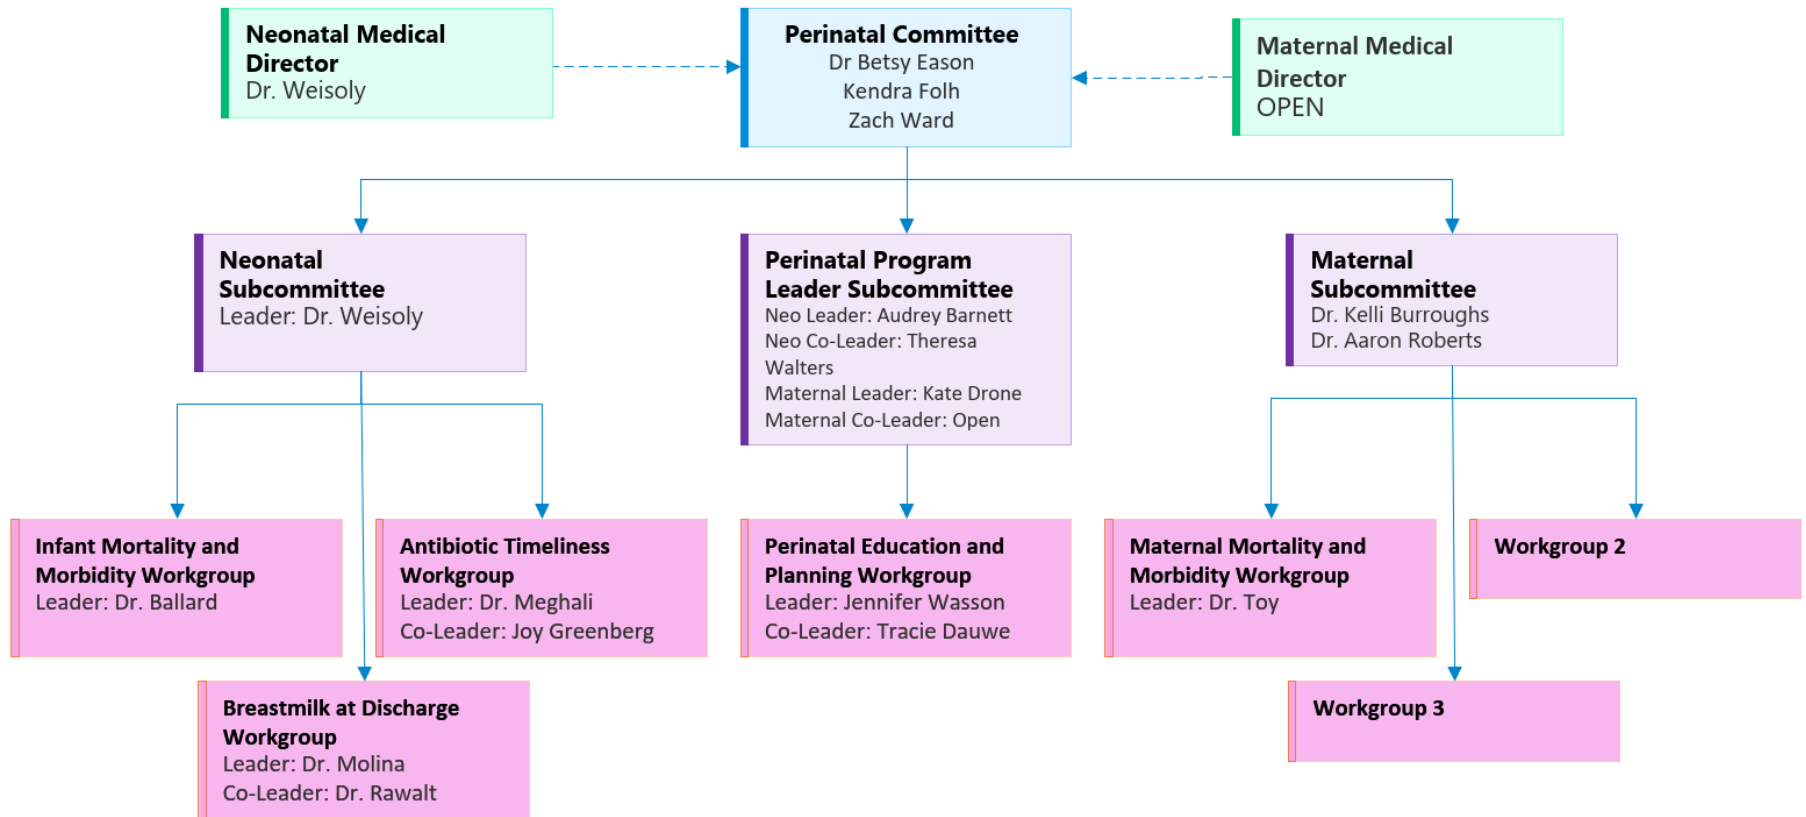 Neonatal Medical
Director
Dr. Weisoly
Perinatal Committee
Dr Betsy Eason
Kendra Folh
Zach Ward
Maternal Medical
Director
OPEN
Neonatal
Subcommittee
Leader: Dr. Weisoly
Perinatal Program
Leader Subcommittee
Neo Leader: Audrey Barnett
Neo Co-Leader: Theresa
Walters
Maternal Leader: Kate Drone
Maternal Co-Leader: Open
Maternal
Subcommittee
Dr. Kelli Burroughs
Dr. Aaron Roberts
Infant Mortality and
Morbidity Workgroup
Leader: Dr. Ballard
Antibiotic Timeliness
Workgroup
Leader: Dr. Meghali
Co-Leader: Joy Greenberg
Perinatal Education and
Planning Workgroup
Leader: Jennifer Wasson
Co-Leader: Tracie Dauwe
Maternal Mortality and
Morbidity Workgroup
Leader: Dr. Toy
Workgroup 2
Breastmilk at Discharge
Workgroup
Leader: Dr. Molina
Co-Leader: Dr. Rawalt
Workgroup 3